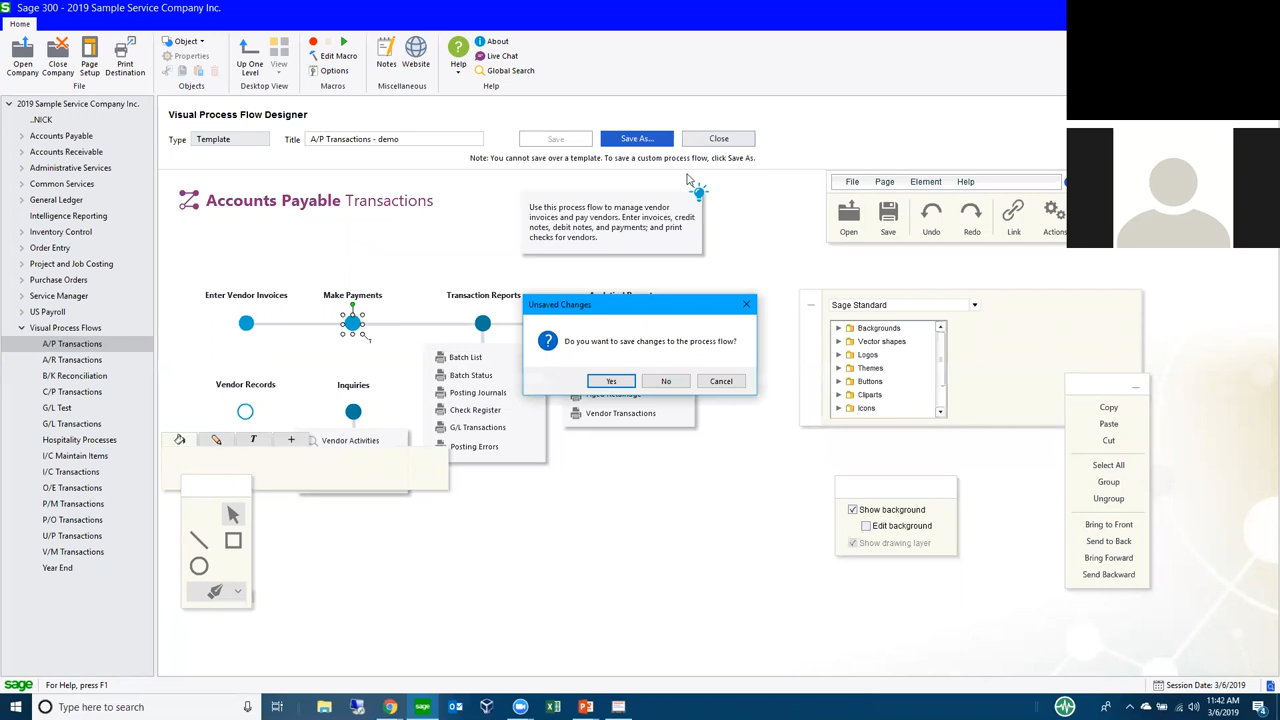 Sage 300 - 2019 Sample Service Company Inc.
Home
Open Company
Close Company
Page Setup
Print Destination
File
Object
Properties
Objects
Up One Level
View
Desktop View
Edit Macro
Options
Macros
Notes
Website
Miscellaneous
Help
About
Live Chat
Global Search
Help
2019 Sample Service Company Inc.
..NICK
Accounts Payable
Accounts Receivable
Administrative Services
Common Services
General Ledger
Intelligence Reporting
Inventory Control
Order Entry
Project and Job Costing
Purchase Orders
Service Manager
US Payroll
Visual Process Flows
A/P Transactions
A/R Transactions
B/K Reconciliation
C/P Transactions
G/L Test
G/L Transactions
Hospitality Processes
I/C Maintain Items
I/C Transactions
O/E Transactions
P/M Transactions
P/O Transactions
U/P Transactions
V/M Transactions
Year End
Visual Process Flow Designer
Type Template Title A/P Transactions - demo Save Save As... Close
Note: You cannot save over a template. To save a custom process flow, click Save As.
Accounts Payable Transactions
Use this process flow to manage vendor
invoices and pay vendors. Enter invoices, credit
notes, debit notes, and payments; and print
checks for vendors.
File Page Element Help
Open Save Undo Redo Link Actions
Enter Vendor Invoices Make Payments Transaction Reports
Unsaved Changes
Do you want to save changes to the process flow?
Yes No Cancel
Batch List
Batch Status
Posting Journals
Check Register
G/L Transactions
Posting Errors
Vendor Transactions
Vendor Records Inquiries
Vendor Activities
T
Sage Standard
Backgrounds
Vector shapes
Logos
Themes
Buttons
Cliparts
Icons
Copy
Paste
Cut
Select All
Group
Ungroup
Bring to Front
Send to Back
Bring Forward
Send Backward
Show background
Edit background
Show drawing layer
sage For Help, press F1
Session Date: 3/6/2019
Type here to search
sage
11:42 AM
3/6/2019
4